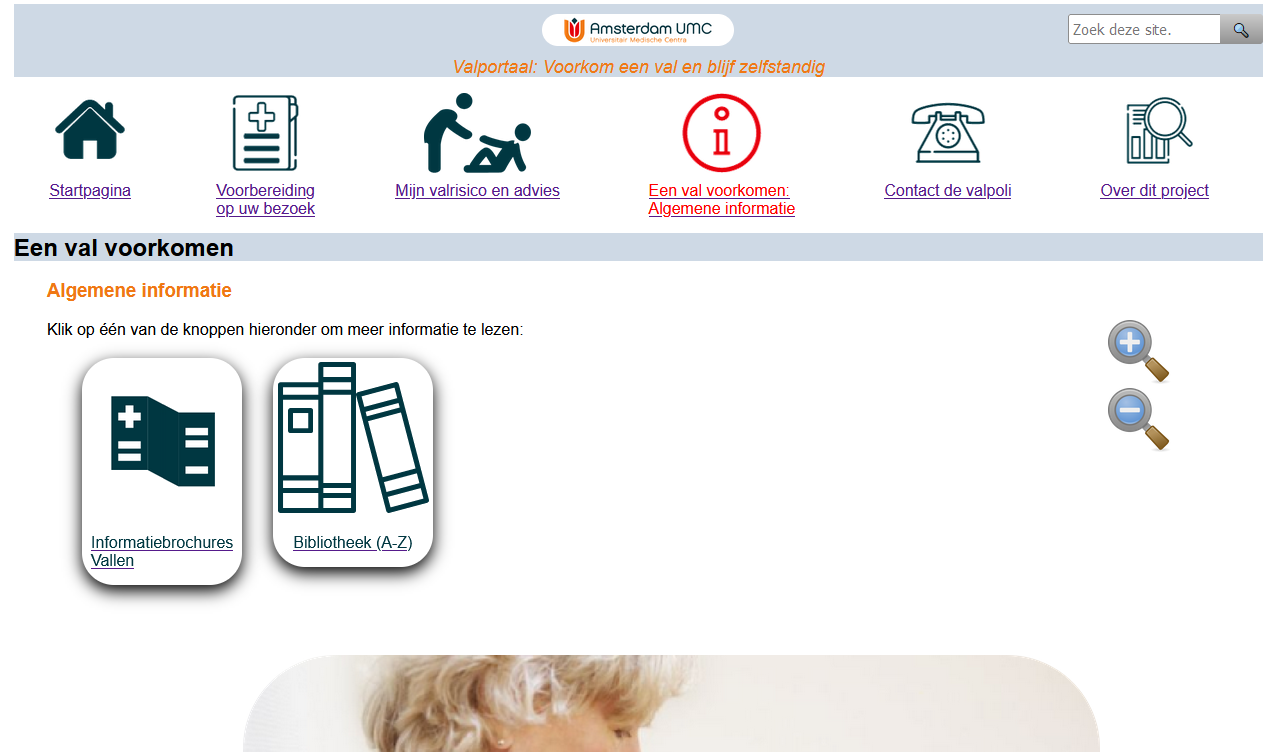 Amsterdam UMC
Universitair Medische Centra
Zoek deze site.
Valportaal: Voorkom een val en blijf zelfstandig
Startpagina
Voorbereiding
op uw bezoek
Mijn valrisico en advies
Een val voorkomen:
Algemene informatie
Contact de valpoli
Over dit project
Een val voorkomen
Algemene informatie
Klik op één van de knoppen hieronder om meer informatie te lezen:
Informatiebrochures
Vallen
Bibliotheek (A-Z)